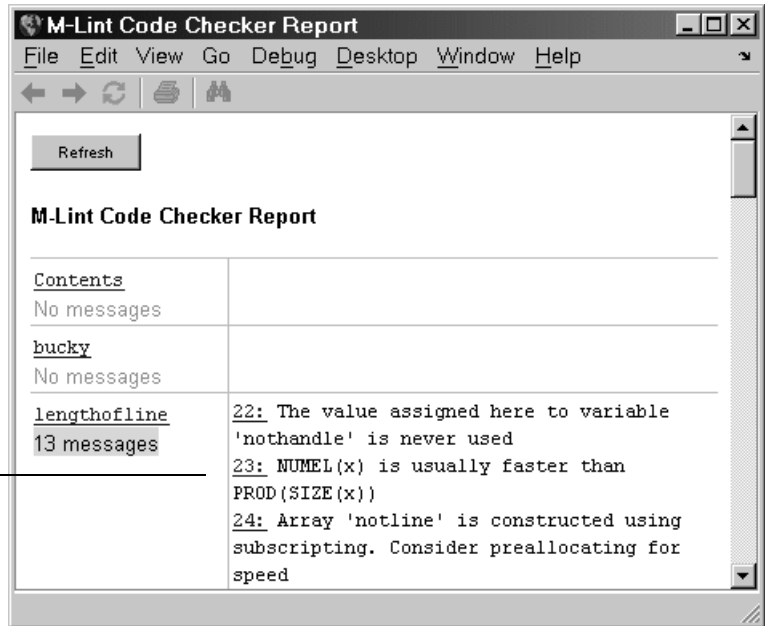 M-Lint Code Checker Report
File Edit View Go Debug Desktop Window Help
Refresh
M-Lint Code Checker Report
Contents
No messages
bucky
No messages
lengthofline
13 messages
22: The value assigned here to variable
'nothandle' is never used
23: NUMEL(x) is usually faster than
PROD(SIZE(x))
24: Array 'notline' is constructed using
subscripting. Consider preallocating for
speed